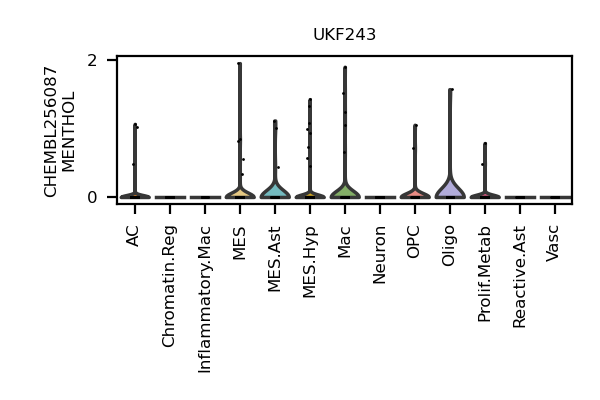 UKF243
CHEMBL256087
MENTHOL
2
0
AC
Chromatin.Reg
Inflammatory.Mac
MES
MES.Ast
MES.Hyp
Mac
Neuron
OPC
Oligo
Prolif.Metab
Reactive.Ast
Vasc